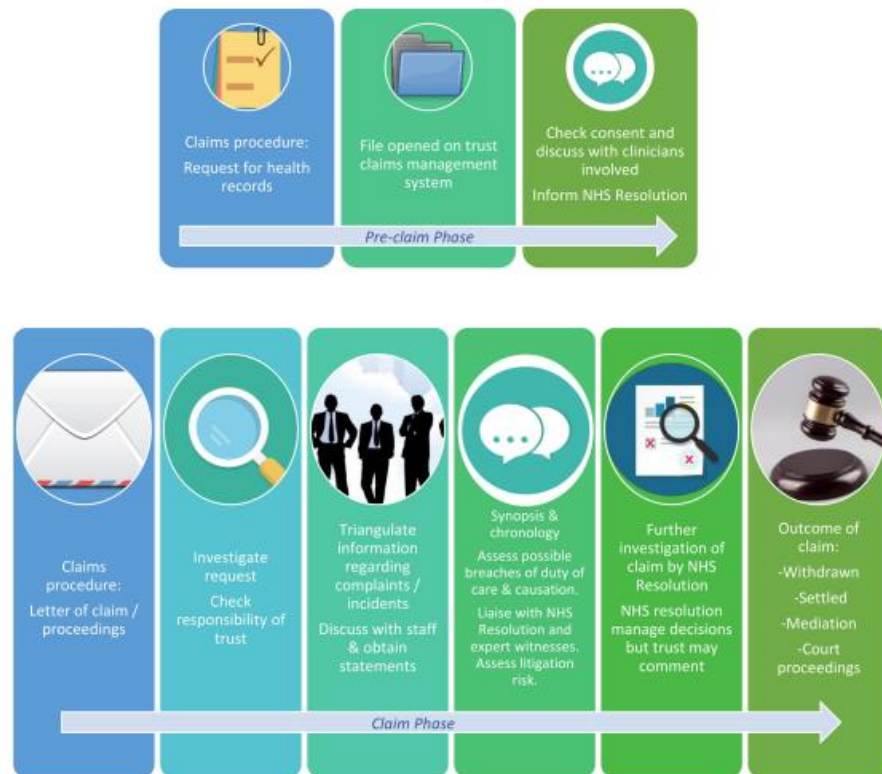 Claims procedure:
Request for health
records
File opened on trust
claims management
system
Check consent and
discuss with clinicians
involved
Inform NHS Resolution
Pre-claim Phase
Claims
procedure:
Letter of claim /
proceedings
Investigate
request
Check
responsibility of
trust
Triangulate
information
regarding
complaints /
incidents
Discuss with staff
& obtain
statements
Synopsis &
chronology
Assess possible
breaches of duty of
care & causation.
Liaise with NHS
Resolution and
expert witnesses.
Assess litigation
risk.
Further
investigation of
claim by NHS
Resolution
NHS resolution
manage decisions
but trust may
comment
Outcome of
claim:
-Withdrawn
-Settled
-Mediation
-Court
proceedings
Claim Phase